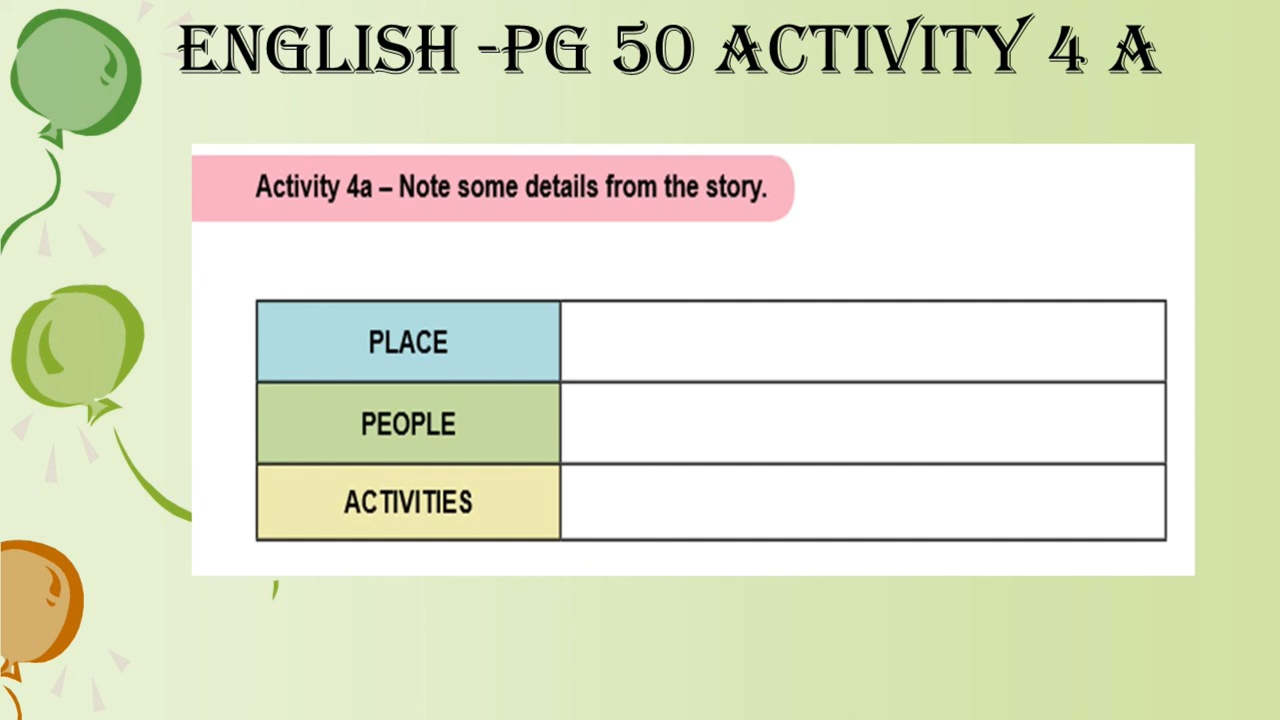 ENGLISH -PG 50 ACTIVITY 4 A
Activity 4a – Note some details from the story.
PLACE
PEOPLE
ACTIVITIES